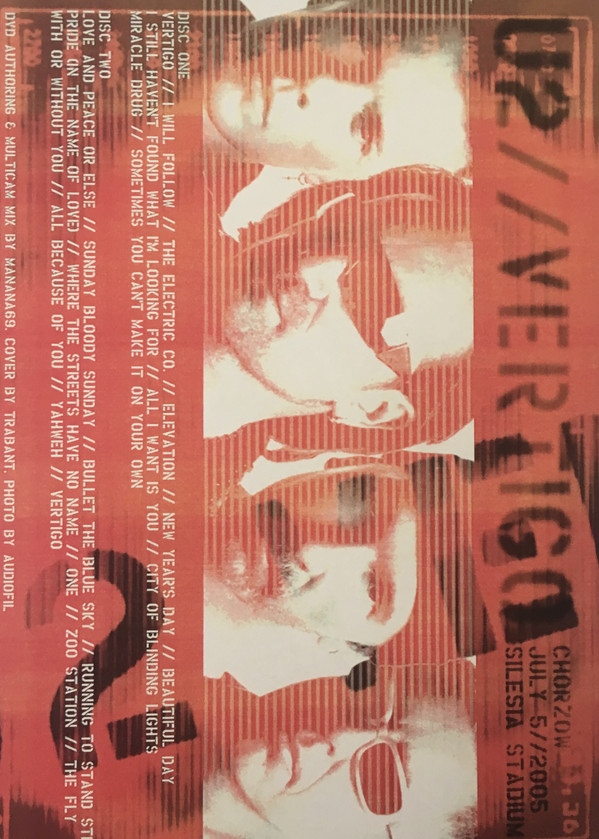 U2//VERTIGO
CHORZOW
JULY 5//2005
SILESIA STADIUM
DISC ONE
VERTIGO // I WILL FOLLOW // THE ELECTRIC CO. // ELEVATION // NEW YEAR'S DAY // BEAUTIFUL DAY
I STILL HAVENT FOUND WHAT I'M LOOKING FOR // ALL I WANT IS YOU // CITY OF BLINDING LIGHTS
MIRACLE DRUG // SOMETIMES YOU CAN'T MAKE IT ON YOUR OWN
DISC TWO
LOVE AND PEACE OR ELSE // SUNDAY BLOODY SUNDAY // BULLET THE BLUE SKY // RUNNING TO STAND STI
PRIDE (IN THE NAME OF LOVE) // WHERE THE STREETS HAVE NO NAME // ONE // ZOO STATION // THE FLY
WITH OR WITHOUT YOU // ALL BECAUSE OF YOU // YAHWEH // VERTIGO
DVD AUTHORING & MULTICAM MIX BY MANANA69. COVER BY TRABANT. PHOTO BY AUDIOFIL
2